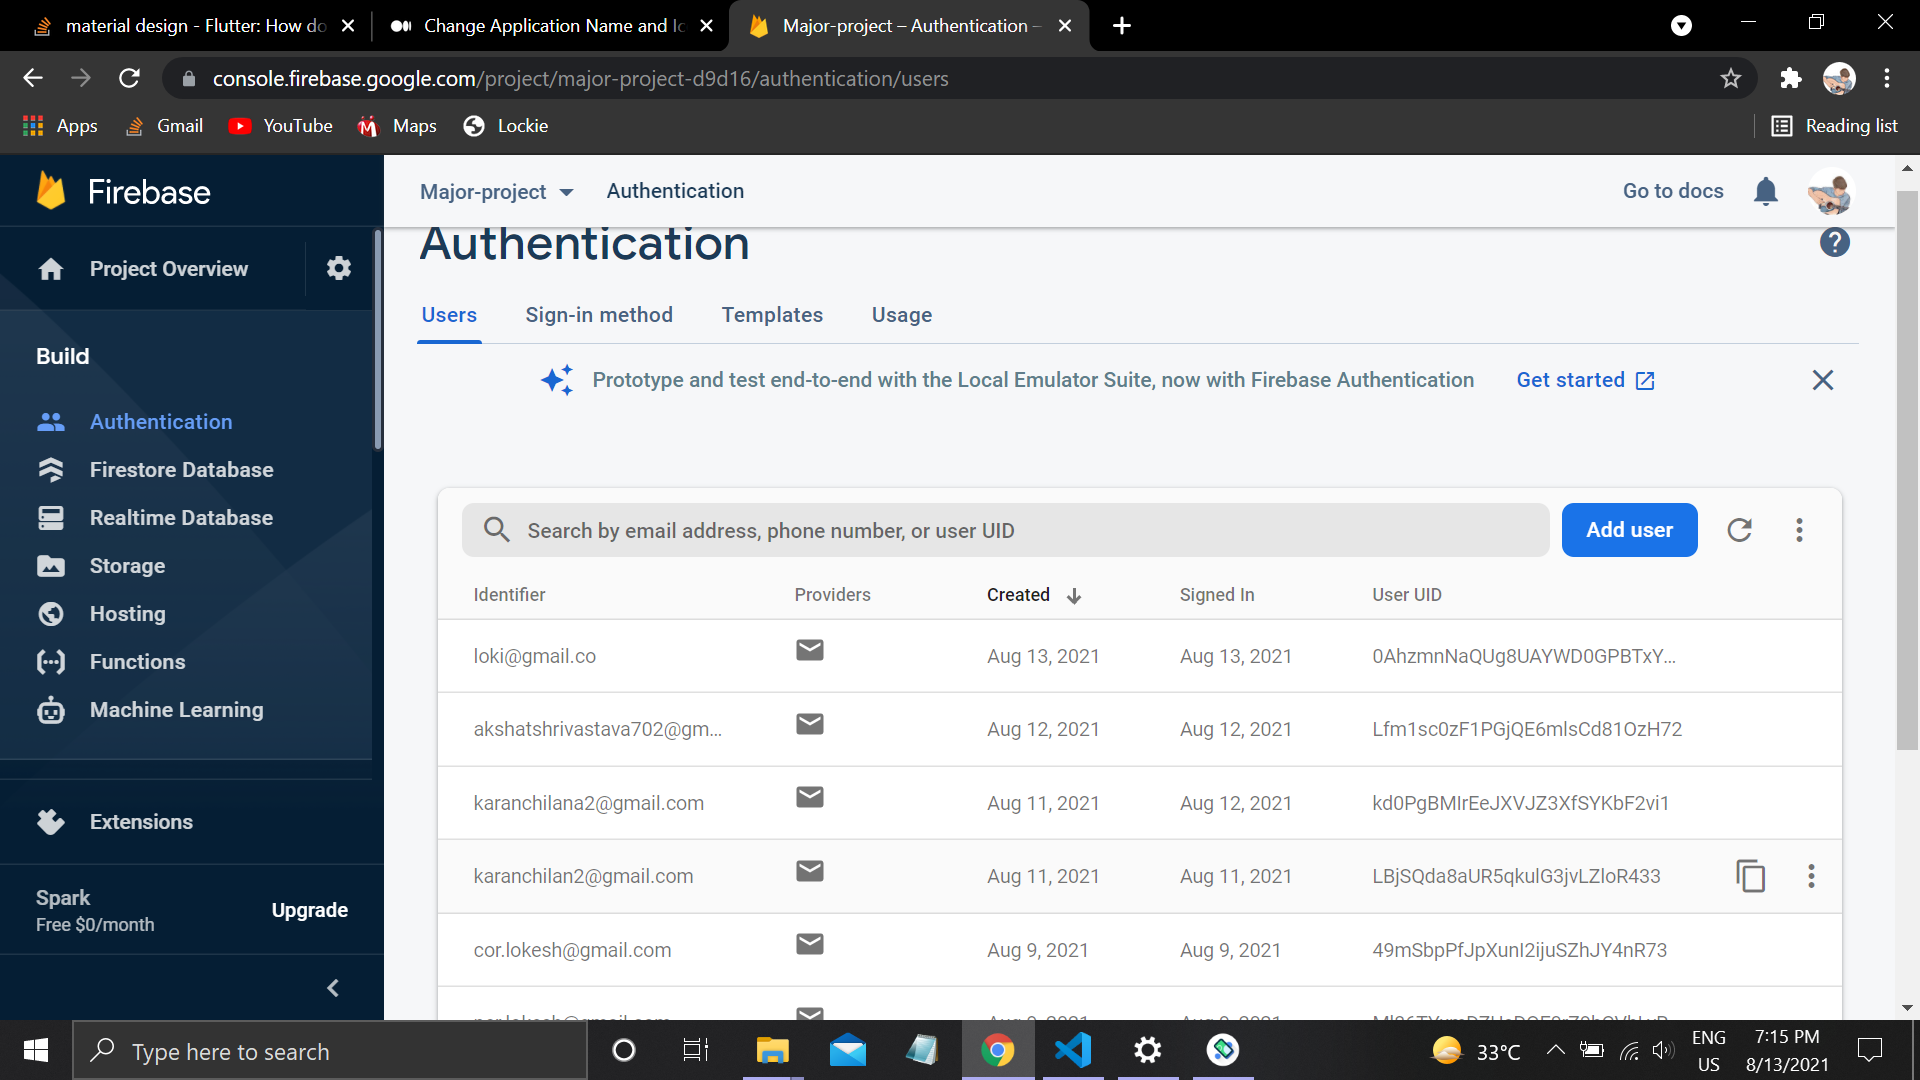 material design - Flutter: How do
Change Application Name and Ic
Major-project – Authentication –
console.firebase.google.com/project/major-project-d9d16/authentication/users
Apps
Gmail
YouTube
Maps
Lockie
Reading list
Firebase
Major-project
Authentication
Go to docs
Authentication
Project Overview
Users
Sign-in method
Templates
Usage
Build
Prototype and test end-to-end with the Local Emulator Suite, now with Firebase Authentication
Get started
Authentication
Firestore Database
Realtime Database
Storage
Hosting
Functions
Machine Learning
Extensions
Spark
Free $0/month
Upgrade
Search by email address, phone number, or user UID
Add user
Identifier
Providers
Created
Signed In
User UID
loki@gmail.co
Aug 13, 2021
Aug 13, 2021
0AhzmnNaQUg8UAYWD0GPBTxY...
akshatshrivastava702@gm...
Aug 12, 2021
Aug 12, 2021
Lfm1sc0zF1PGjQE6mlsCd81OzH72
karanchilana2@gmail.com
Aug 11, 2021
Aug 12, 2021
kd0PgBMIrEeJXVJZ3XfSYKbF2vi1
karanchilan2@gmail.com
Aug 11, 2021
Aug 11, 2021
LBjSQda8aUR5qkulG3jvLZloR433
cor.lokesh@gmail.com
Aug 9, 2021
Aug 9, 2021
49mSbpPfJpXunI2ijuSZhJY4nR73
Type here to search
33°C
ENG
US
7:15 PM
8/13/2021